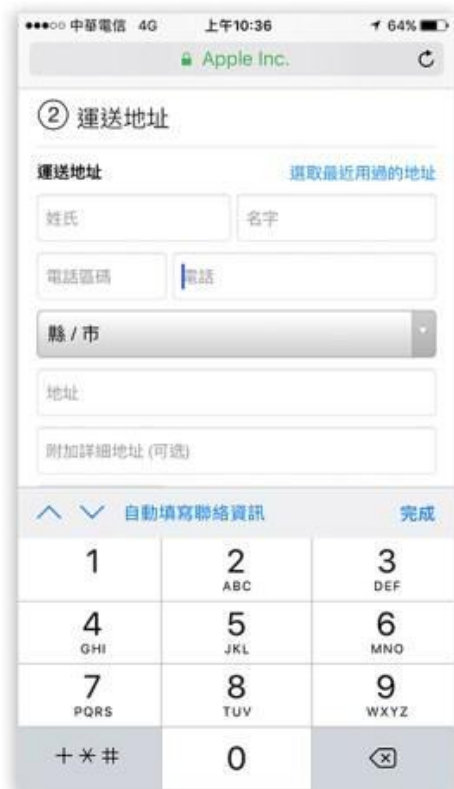 中華電信 4G 上午10:36 64%
Apple Inc.
② 運送地址
運送地址 選取最近用過的地址
姓氏 名字
電話區碼 電話
縣 / 市
地址
附加詳細地址 (可选)
自動填寫聯絡資訊 完成
1 2 3
ABC DEF
4 5 6
GHI JKL MNO
7 8 9
PQRS TUV WXYZ
+*# 0